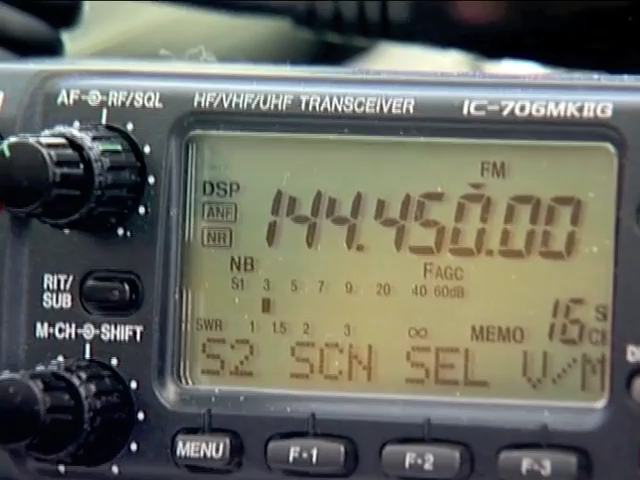 AF-RF/SQL HF/VHF/UHF TRANSCEIVER IC-706MKIIG
FM
DSP
ANF
NR
144.450.00
NB
FAGC
S1 3 5 7 9 20 40 60dB
RIT/
SUB
16
SWR 1 1.5 2 3 ∞ MEMO
M-CH-SHIFT
S2 SCN SEL V/M
MENU F-1 F-2 F-3